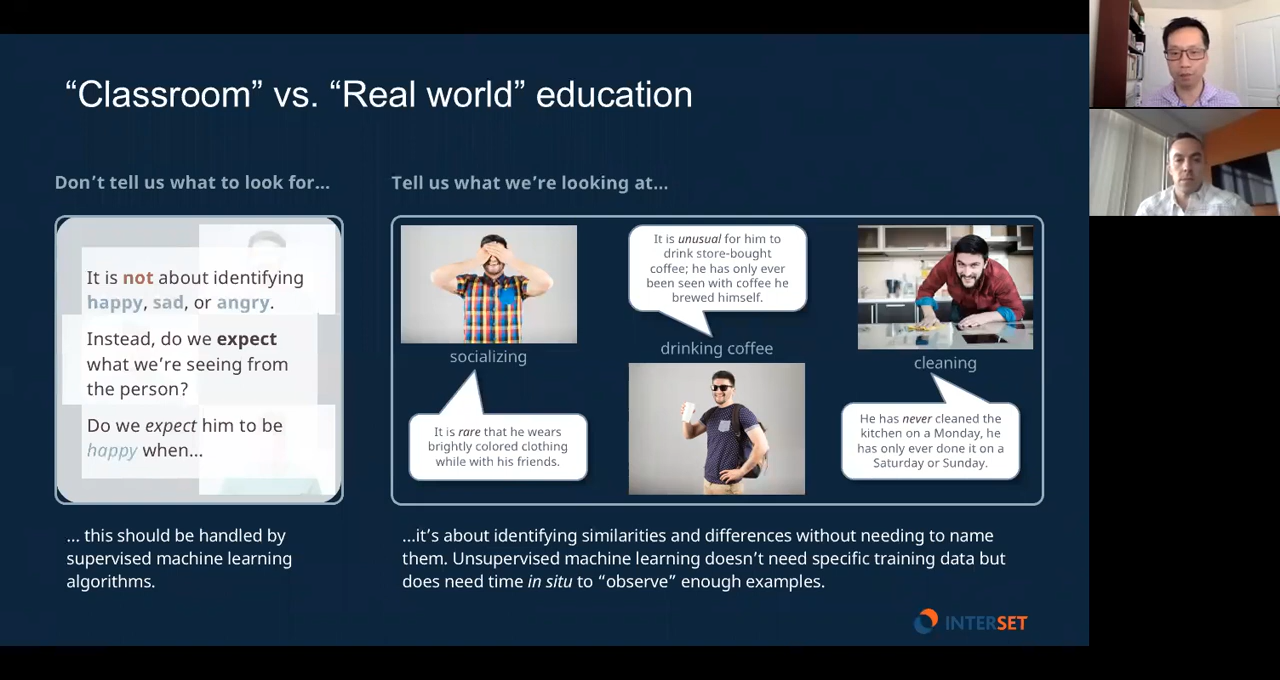 “Classroom” vs. “Real world” education
Don’t tell us what to look for...
It is not about identifying
happy, sad, or angry.
Instead, do we expect
what we’re seeing from
the person?
Do we expect him to be
happy when...
... this should be handled by
supervised machine learning
algorithms.
Tell us what we’re looking at...
socializing
It is rare that he wears
brightly colored clothing
while with his friends.
It is unusual for him to
drink store-bought
coffee; he has only ever
been seen with coffee he
brewed himself.
drinking coffee
cleaning
He has never cleaned the
kitchen on a Monday, he
has only ever done it on a
Saturday or Sunday.
...it’s about identifying similarities and differences without needing to name
them. Unsupervised machine learning doesn’t need specific training data but
does need time in situ to “observe” enough examples.
INTERSET